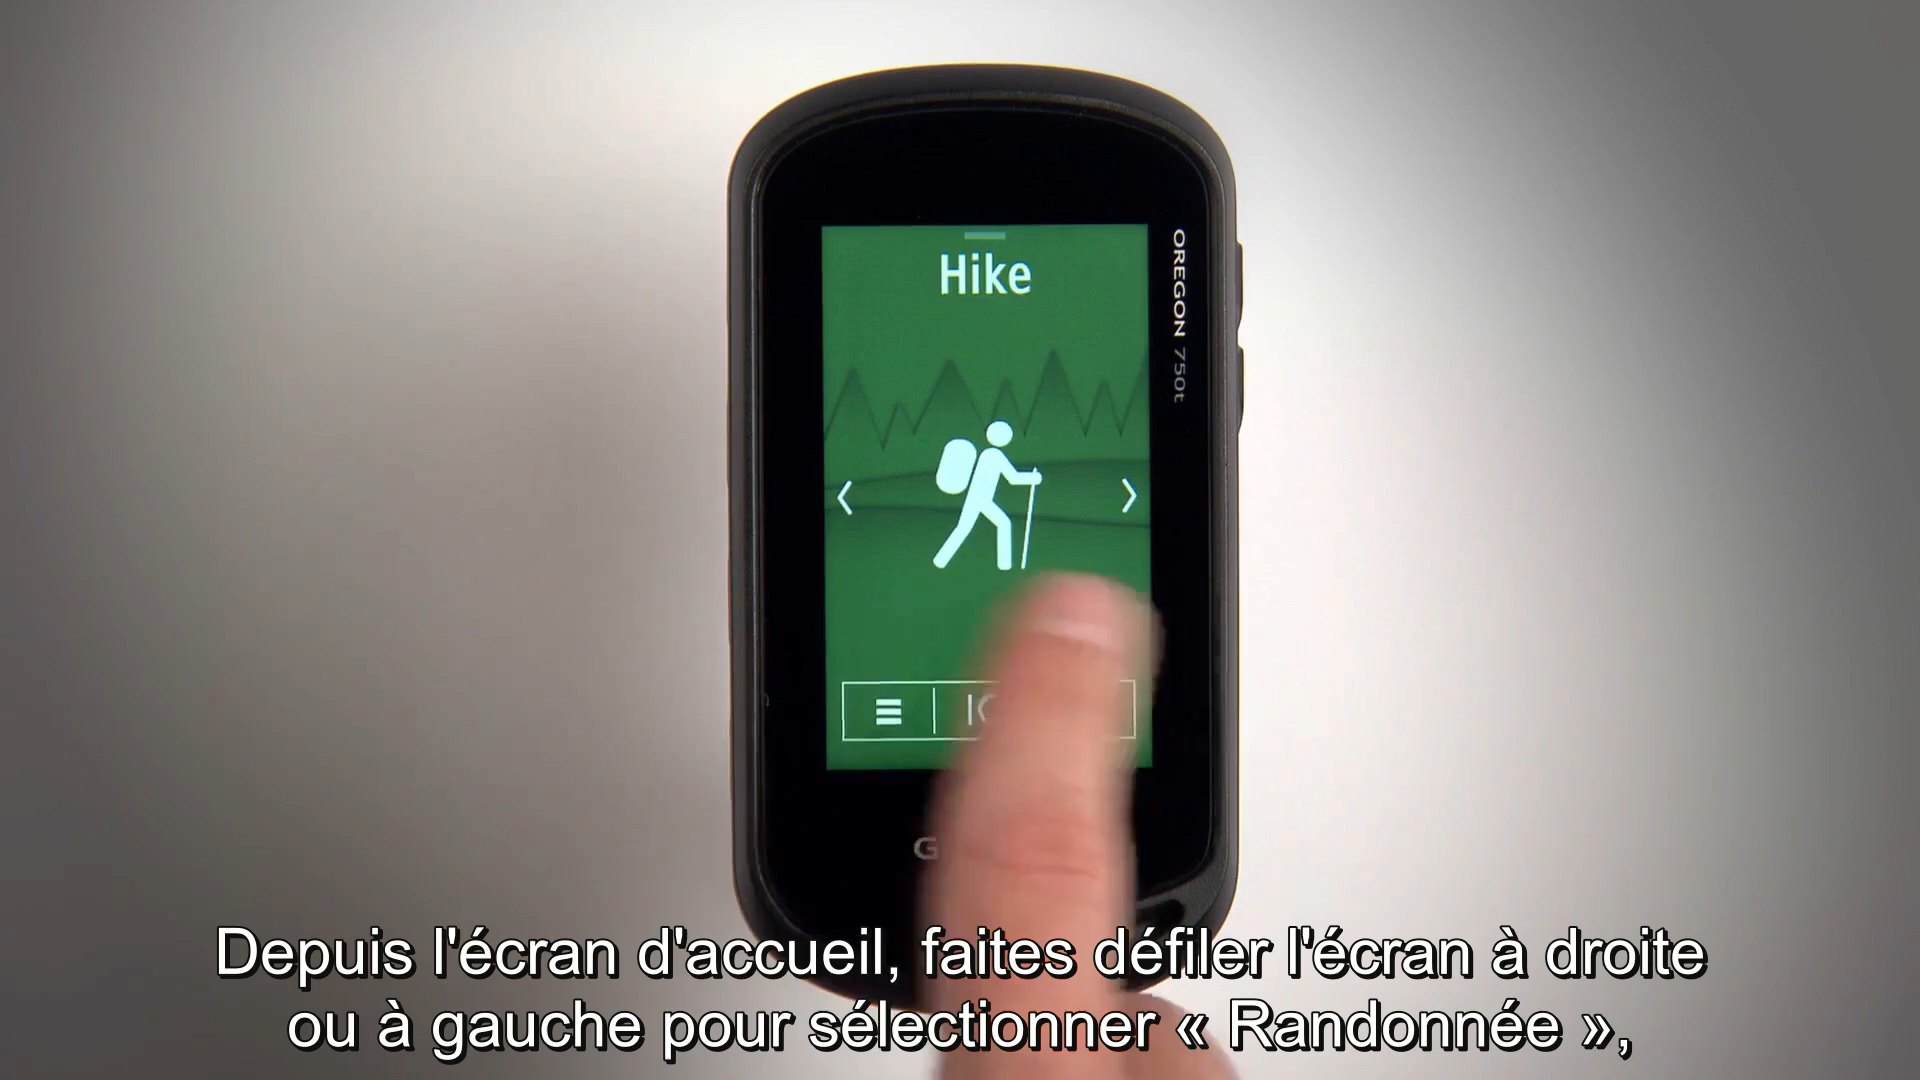 Hike
OREGON 750t
Depuis l'écran d'accueil, faites défiler l'écran à droite
ou à gauche pour sélectionner « Randonnée »,